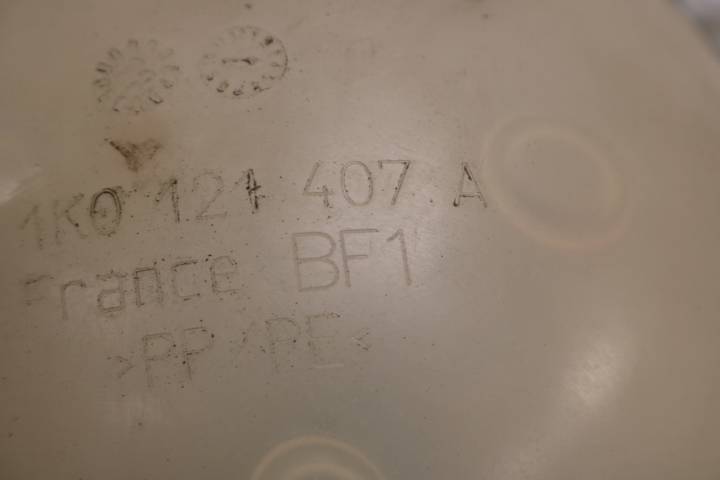 1K0 121 407 A
France BF1
>PP/PE<